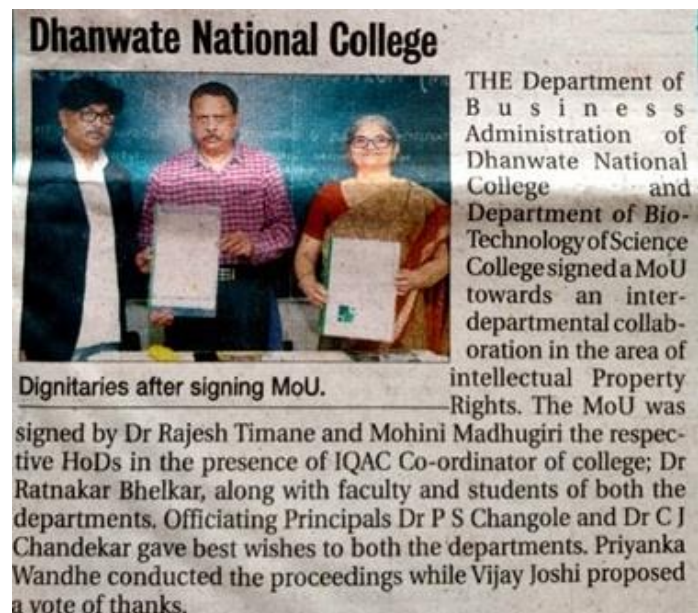 Dhanwate National College
THE Department of
Business
Administration of
Dhanwate National
College and
Department of Bio-
Technology of Science
College signed a MoU
towards an inter-
departmental collab-
oration in the area of
intellectual Property
Rights. The MoU was
Dignitaries after signing MoU.
signed by Dr Rajesh Timane and Mohini Madhugiri the respec-
tive HoDs in the presence of IQAC Co-ordinator of college; Dr
Ratnakar Bhelkar, along with faculty and students of both the
departments. Officiating Principals Dr P S Changole and Dr C J
Chandekar gave best wishes to both the departments. Priyanka
Wandhe conducted the proceedings while Vijay Joshi proposed
a vote of thanks.